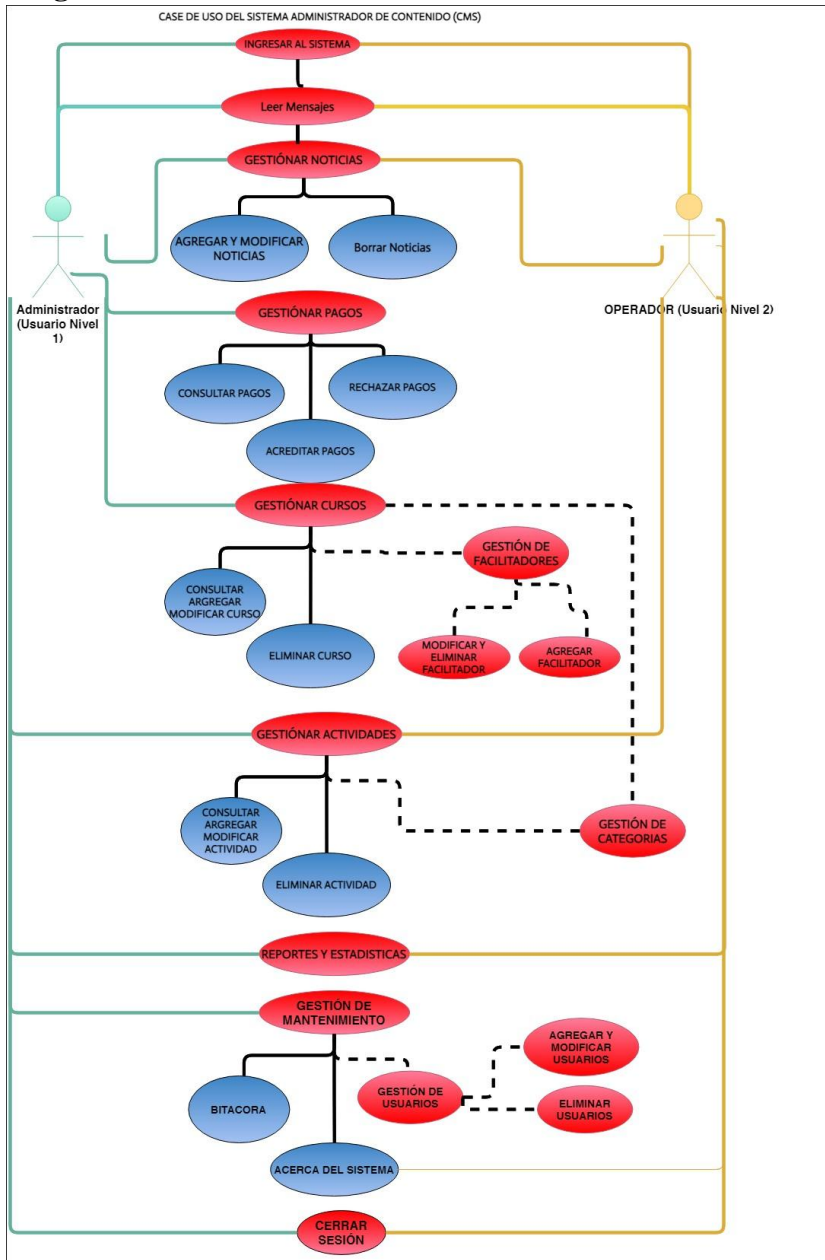 CASE DE USO DEL SISTEMA ADMINISTRADOR DE CONTENIDO (CMS)
INGRESAR AL SISTEMA
Leer Mensajes
GESTIÓNAR NOTICIAS
AGREGAR Y MODIFICAR
NOTICIAS
Borrar Noticias
Administrador
(Usuario Nivel
1)
OPERADOR (Usuario Nivel 2)
GESTIÓNAR PAGOS
CONSULTAR PAGOS
RECHAZAR PAGOS
ACREDITAR PAGOS
GESTIÓNAR CURSOS
GESTIÓN DE
FACILITADORES
CONSULTAR
ARGREGAR
MODIFICAR CURSO
ELIMINAR CURSO
MODIFICAR Y
ELIMINAR
FACILITADOR
AGREGAR
FACILITADOR
GESTIÓNAR ACTIVIDADES
CONSULTAR
ARGREGAR
MODIFICAR
ACTIVIDAD
GESTIÓN DE
CATEGORIAS
ELIMINAR ACTIVIDAD
REPORTES Y ESTADISTICAS
GESTIÓN DE
MANTENIMIENTO
AGREGAR Y
MODIFICAR
USUARIOS
GESTIÓN DE
USUARIOS
BITACORA
ELIMINAR
USUARIOS
ACERCA DEL SISTEMA
CERRAR
SESIÓN